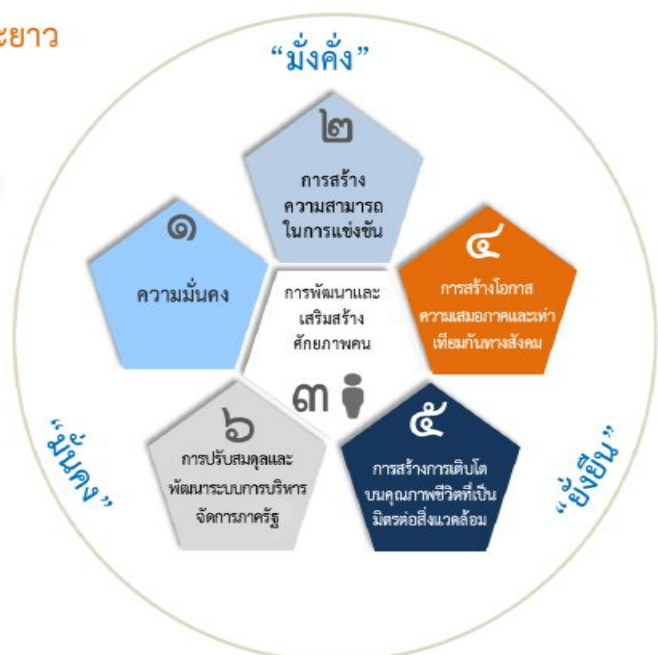 ะยาว
“มั่งคั่ง”
๒
การสร้าง
ความสามารถ
ในการแข่งขัน
๑
ความมั่นคง
๔
การสร้างโอกาส
ความเสมอภาคและเท่า
เทียมกันทางสังคม
การพัฒนาและ
เสริมสร้าง
ศักยภาพคน
๓
๖
การปรับสมดุลและ
พัฒนาระบบการบริหาร
จัดการภาครัฐ
๕
การสร้างการเติบโต
บนคุณภาพชีวิตที่เป็น
มิตรต่อสิ่งแวดล้อม
“มั่นคง”
“ยั่งยืน”